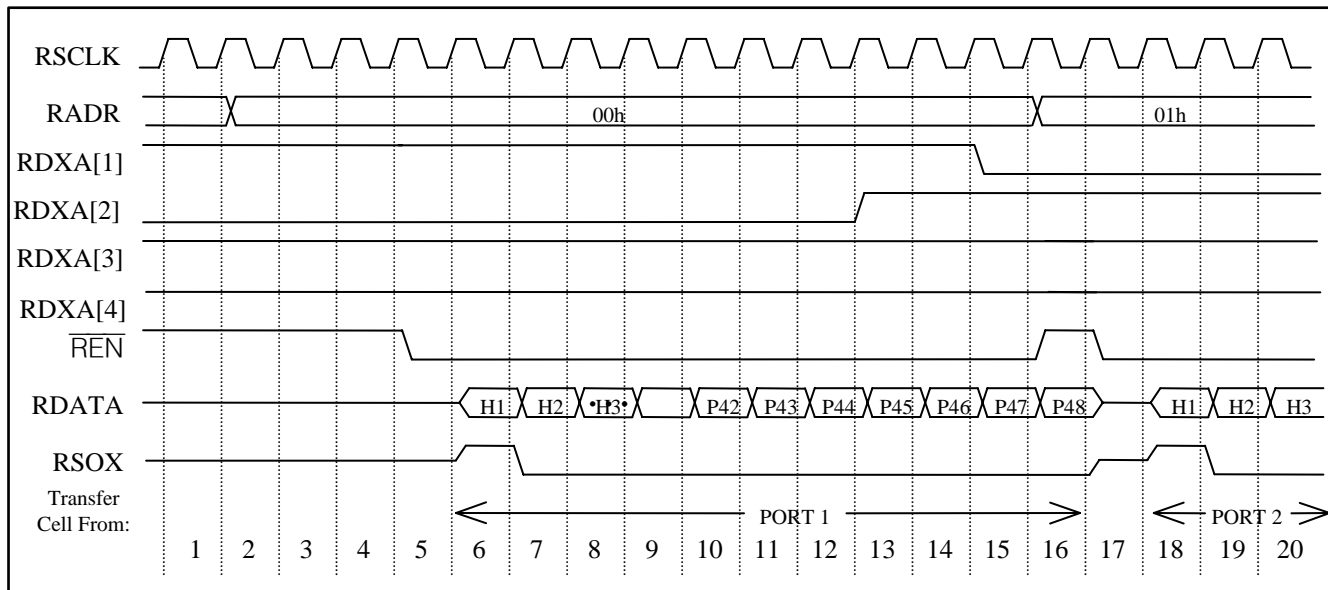 RSCLK
RADR 00h 01h
RDXA[1]
RDXA[2]
RDXA[3]
RDXA[4]
REN
RDATA H1 H2 •H3• P42 P43 P44 P45 P46 P47 P48 H1 H2 H3
RSOX
Transfer
Cell From: PORT 1 PORT 2
1 2 3 4 5 6 7 8 9 10 11 12 13 14 15 16 17 18 19 20